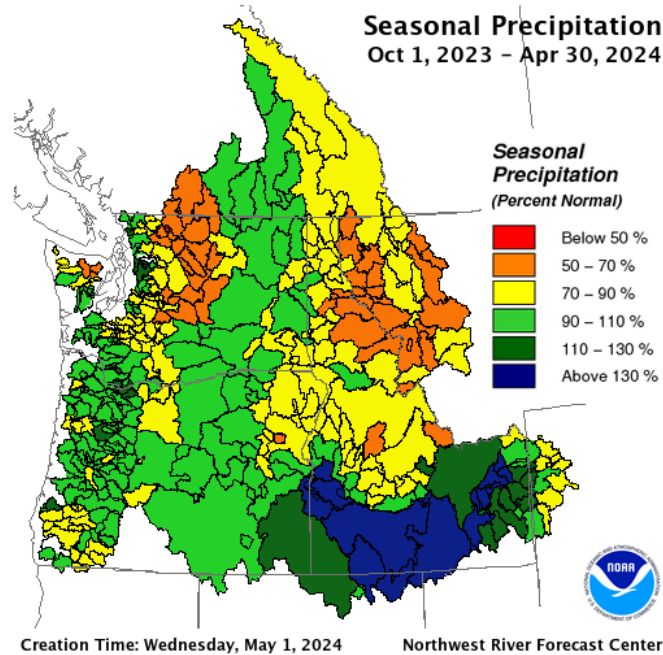 Seasonal Precipitation
Oct 1, 2023 – Apr 30, 2024
Seasonal
Precipitation
(Percent Normal)
Below 50 %
50 – 70 %
70 – 90 %
90 – 110 %
110 – 130 %
Above 130 %
NOAA
Creation Time: Wednesday, May 1, 2024
Northwest River Forecast Center